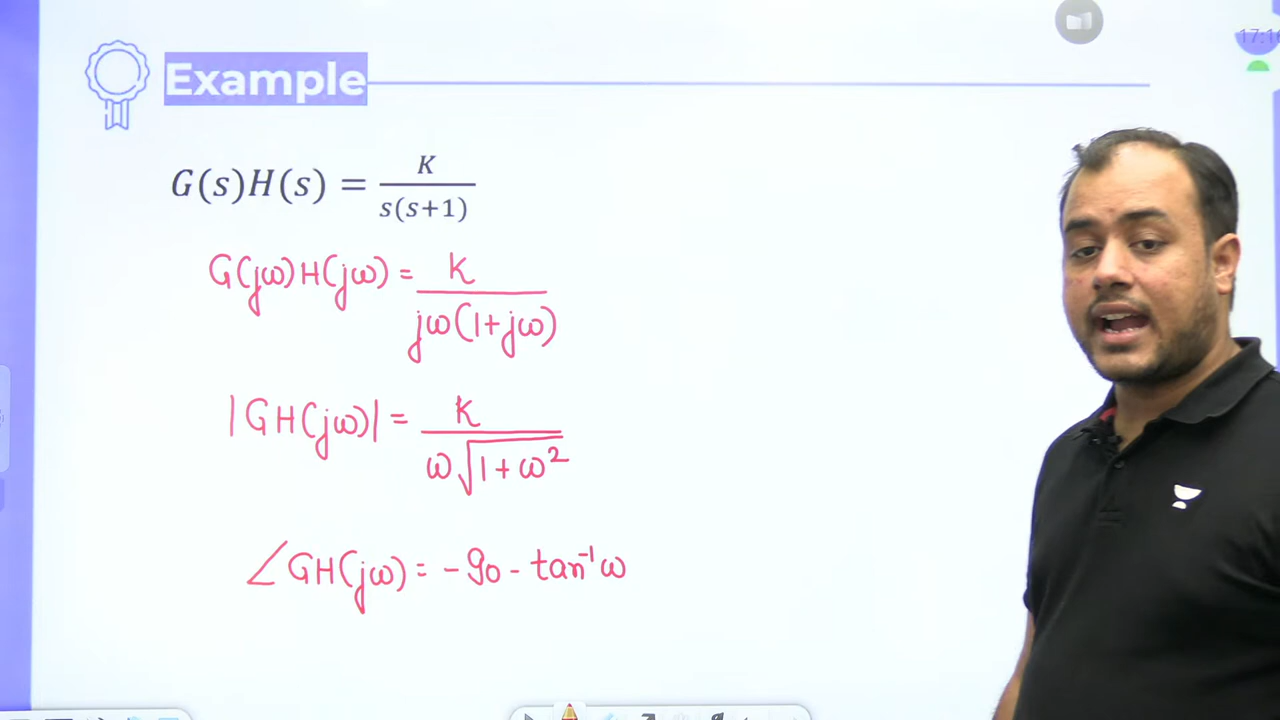 Example
G(s)H(s) = K / s(s+1)
G(jω)H(jω) = K / jω(1+jω)
|GH(jω)| = K / ω√(1+ω²)
∠GH(jω) = -90 - tan⁻¹ω